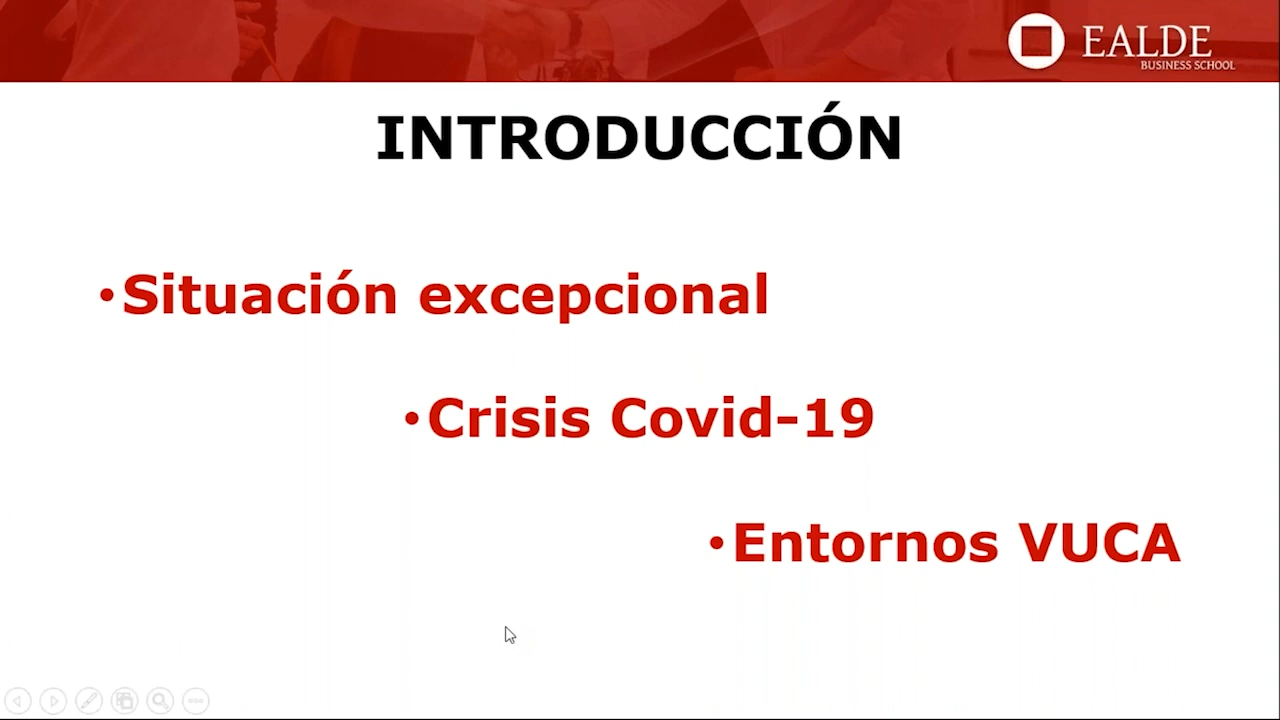 EALDE
BUSINESS SCHOOL
INTRODUCCIÓN
•Situación excepcional
•Crisis Covid-19
•Entornos VUCA